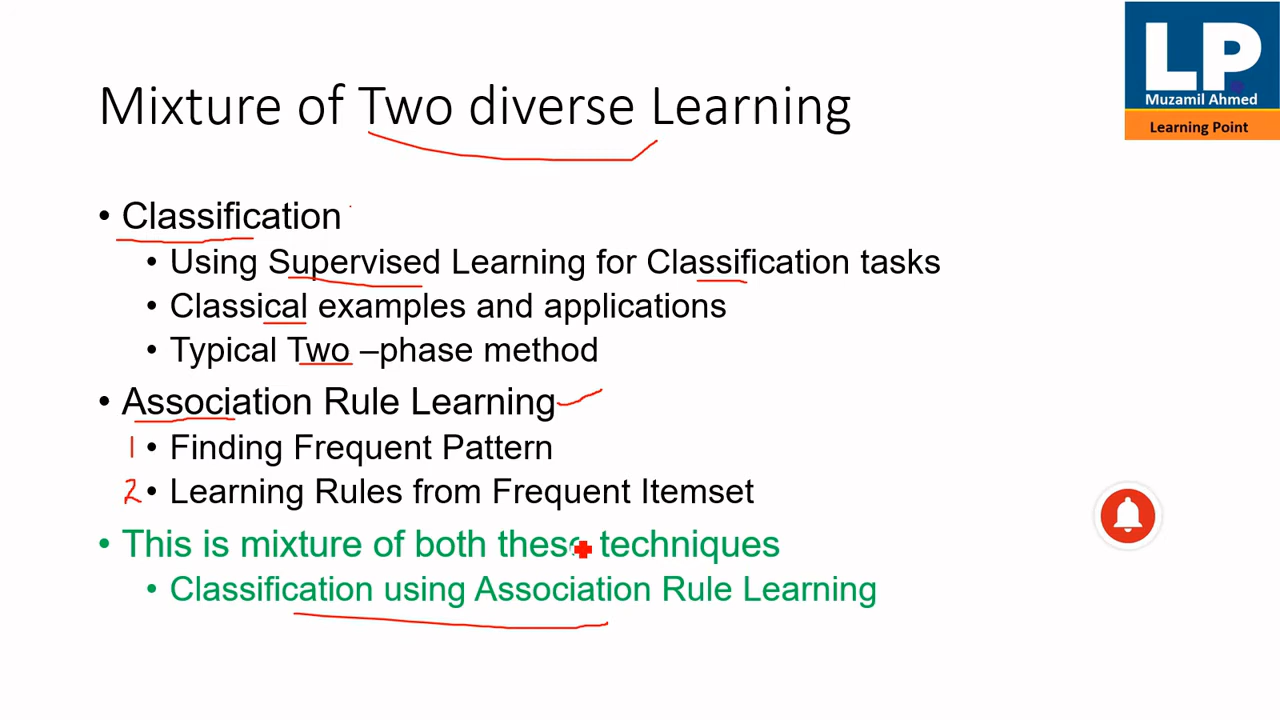 LP
Muzamil Ahmed
Learning Point
Mixture of Two diverse Learning
• Classification
• Using Supervised Learning for Classification tasks
• Classical examples and applications
• Typical Two –phase method
• Association Rule Learning
1 • Finding Frequent Pattern
2 • Learning Rules from Frequent Itemset
• This is mixture of both these techniques
• Classification using Association Rule Learning